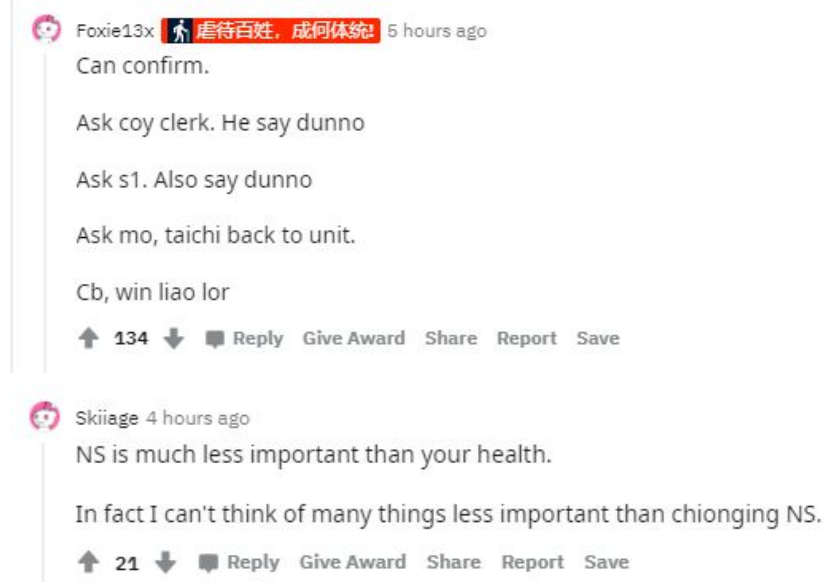 Foxie13x 虐待百姓，成何体统! 5 hours ago
Can confirm.
Ask coy clerk. He say dunno
Ask s1. Also say dunno
Ask mo, taichi back to unit.
Cb, win liao lor
134 Reply Give Award Share Report Save
Skiiage 4 hours ago
NS is much less important than your health.
In fact I can't think of many things less important than chionging NS.
21 Reply Give Award Share Report Save